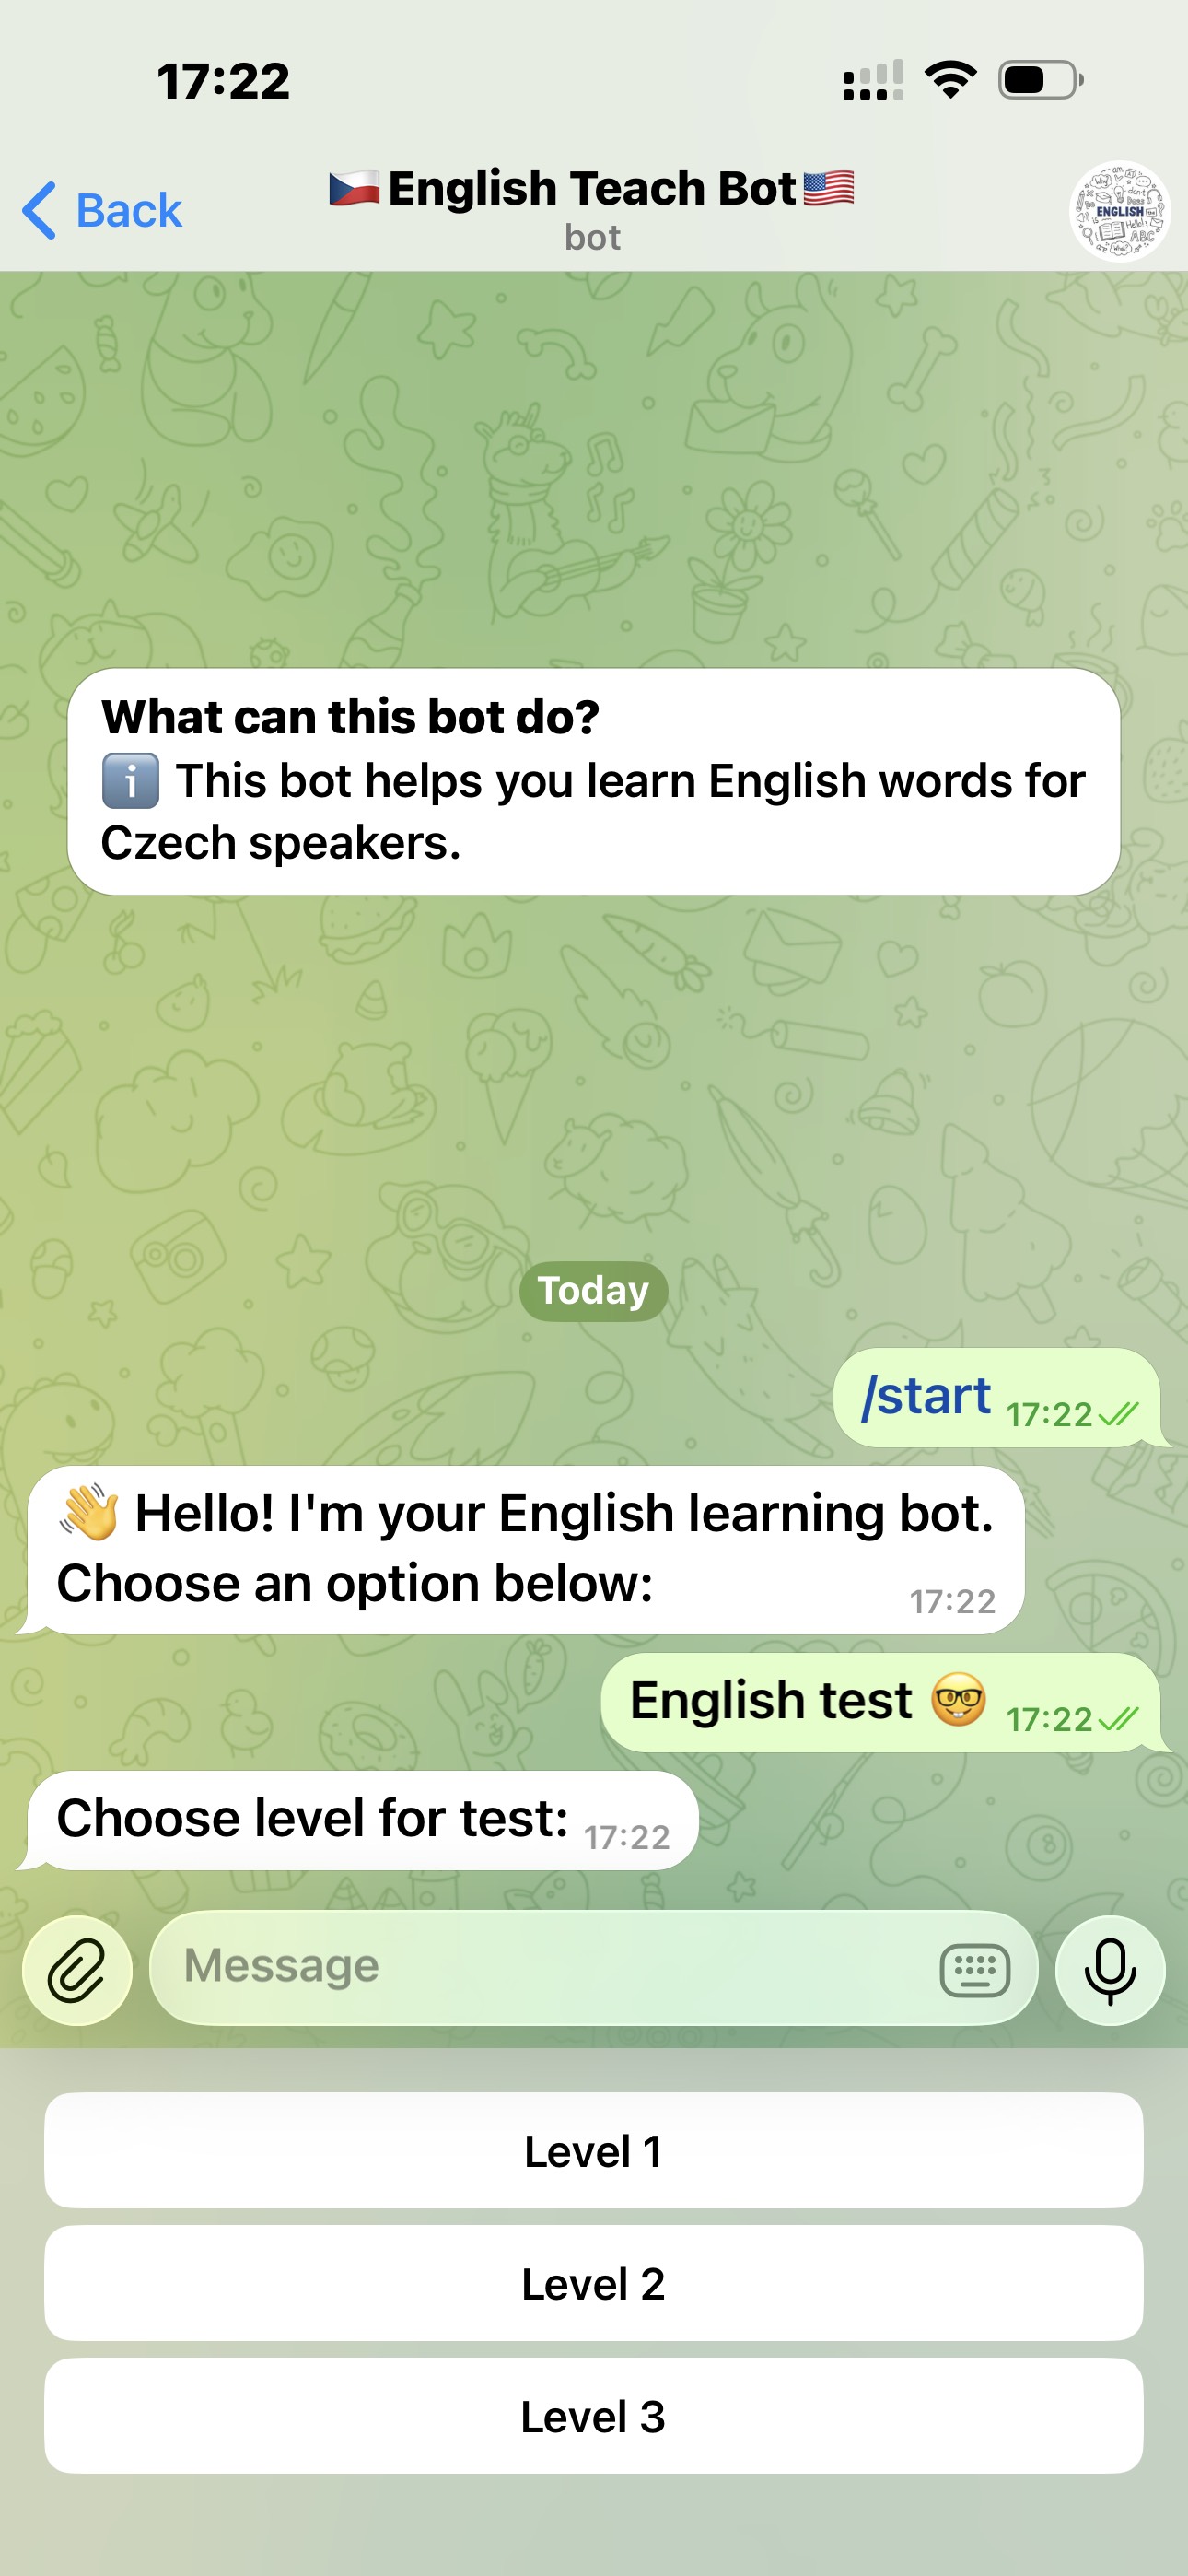 17:22
Back
🇨🇿English Teach Bot🇺🇸
bot
ENGLISH
What can this bot do?
ℹ️ This bot helps you learn English words for
Czech speakers.
Today
/start 17:22
👋 Hello! I'm your English learning bot.
Choose an option below: 17:22
English test 🤓 17:22
Choose level for test: 17:22
Message
Level 1
Level 2
Level 3